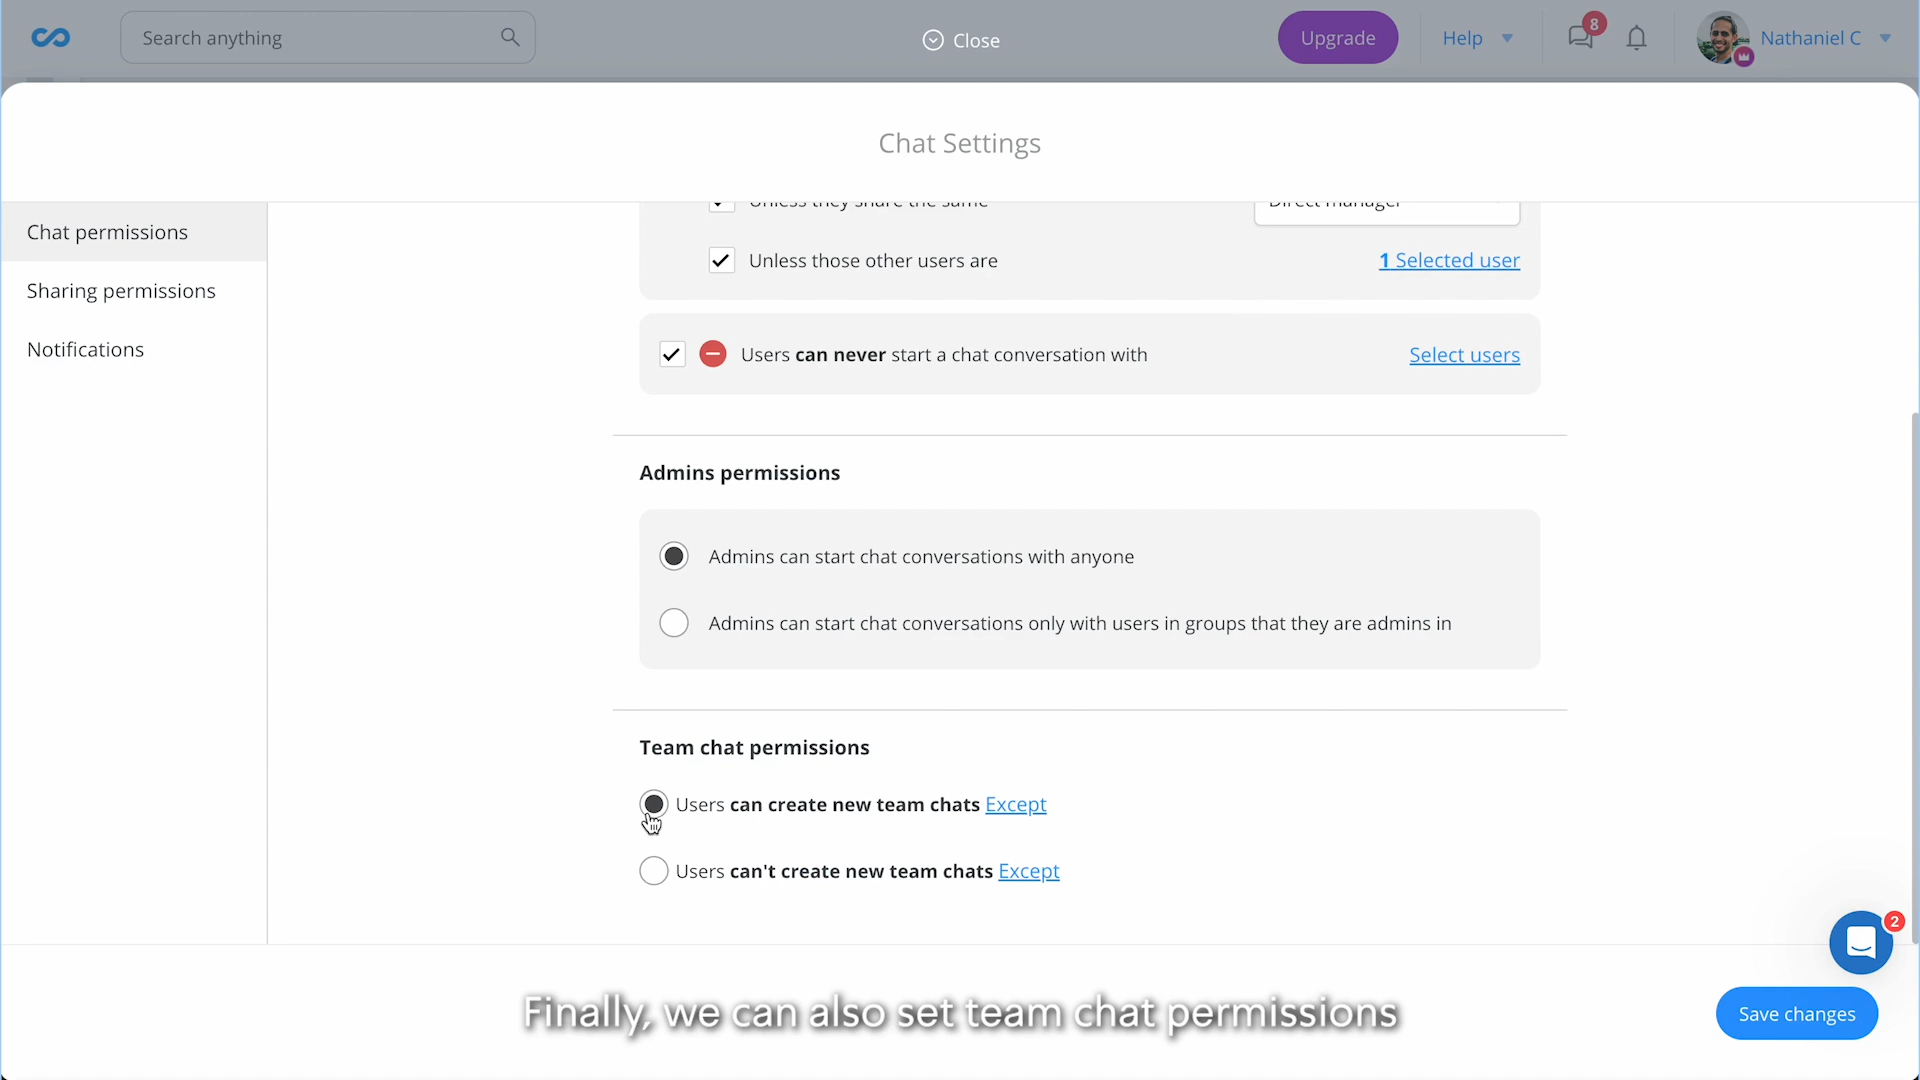 Search anything
Close
Upgrade
Help
8
Nathaniel C
Chat Settings
Chat permissions
Sharing permissions
Notifications
Unless they share the same
Direct manager
Unless those other users are
1 Selected user
Users can never start a chat conversation with
Select users
Admins permissions
Admins can start chat conversations with anyone
Admins can start chat conversations only with users in groups that they are admins in
Team chat permissions
Users can create new team chats Except
Users can't create new team chats Except
2
Finally, we can also set team chat permissions
Save changes